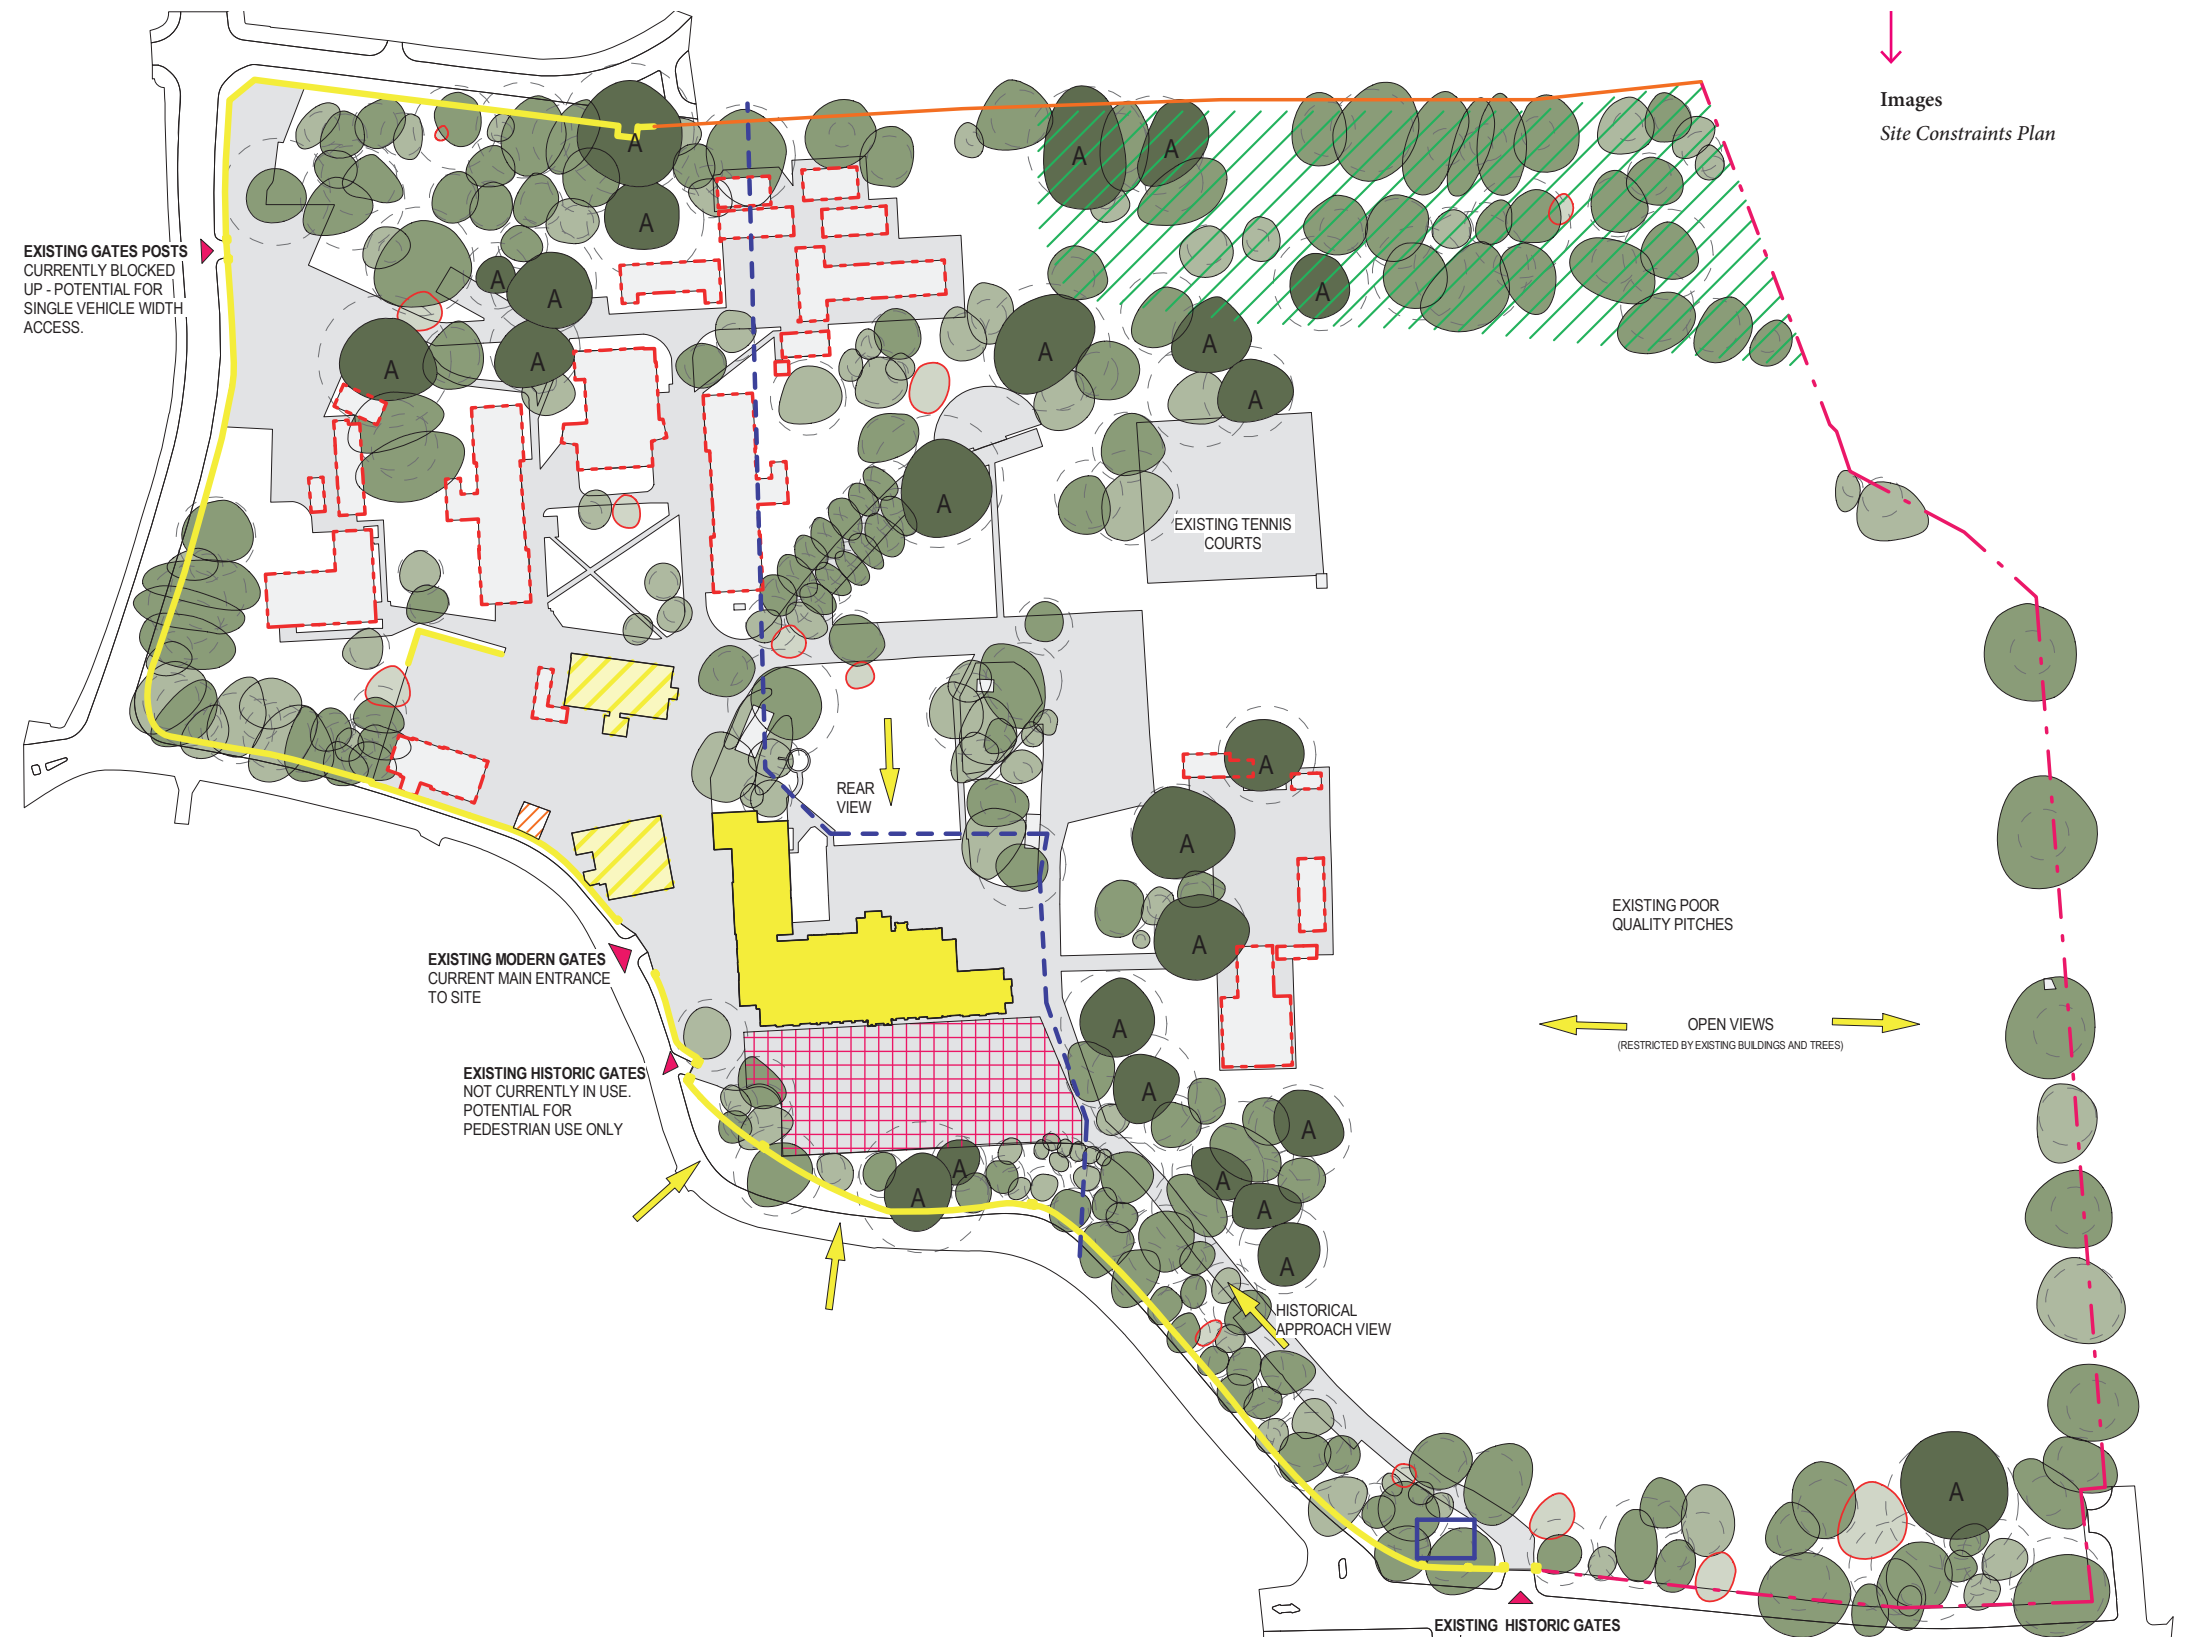 Images
Site Constraints Plan
A
A
A
A
EXISTING GATES POSTS
CURRENTLY BLOCKED
UP - POTENTIAL FOR
SINGLE VEHICLE WIDTH
ACCESS.
A
A
A
A
A
A
A
A
A
EXISTING TENNIS
COURTS
REAR
VIEW
A
A
A
EXISTING POOR
QUALITY PITCHES
EXISTING MODERN GATES
CURRENT MAIN ENTRANCE
TO SITE
OPEN VIEWS
(RESTRICTED BY EXISTING BUILDINGS AND TREES)
A
A
EXISTING HISTORIC GATES
NOT CURRENTLY IN USE.
POTENTIAL FOR
PEDESTRIAN USE ONLY
A
A
A
A
A
A
HISTORICAL
APPROACH VIEW
A
EXISTING HISTORIC GATES